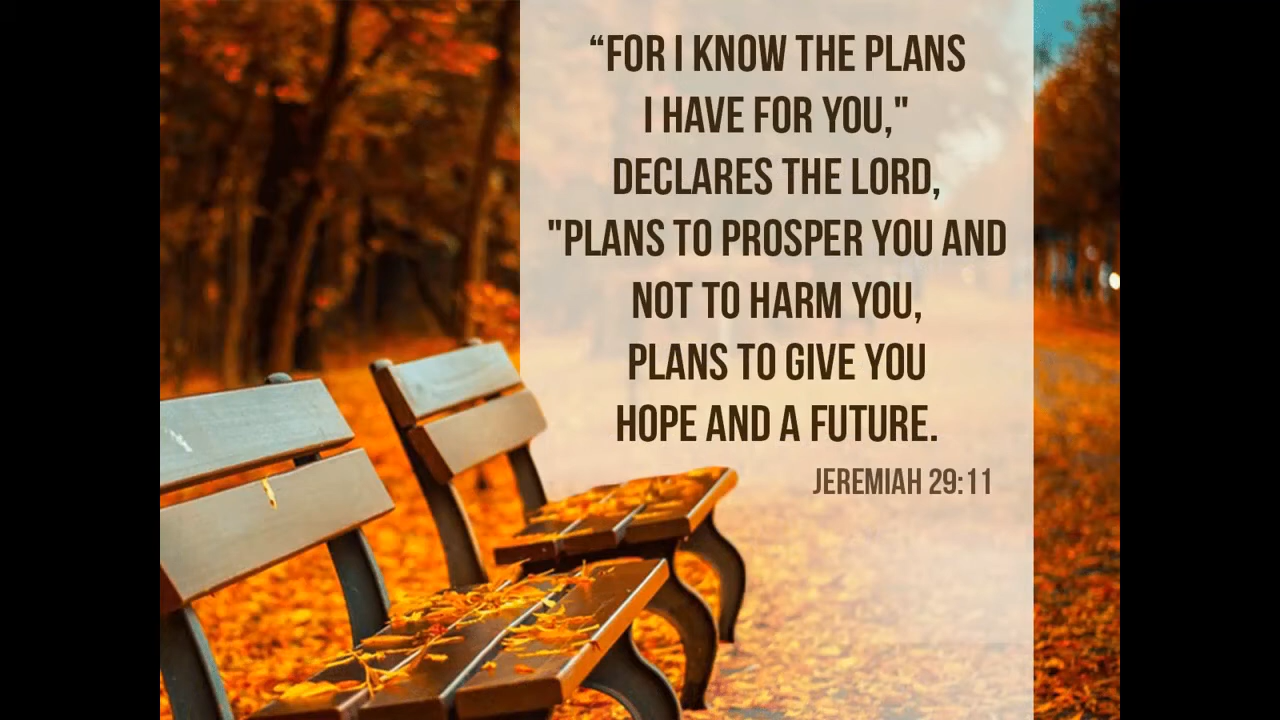 “FOR I KNOW THE PLANS
I HAVE FOR YOU,"
DECLARES THE LORD,
"PLANS TO PROSPER YOU AND
NOT TO HARM YOU,
PLANS TO GIVE YOU
HOPE AND A FUTURE.
JEREMIAH 29:11